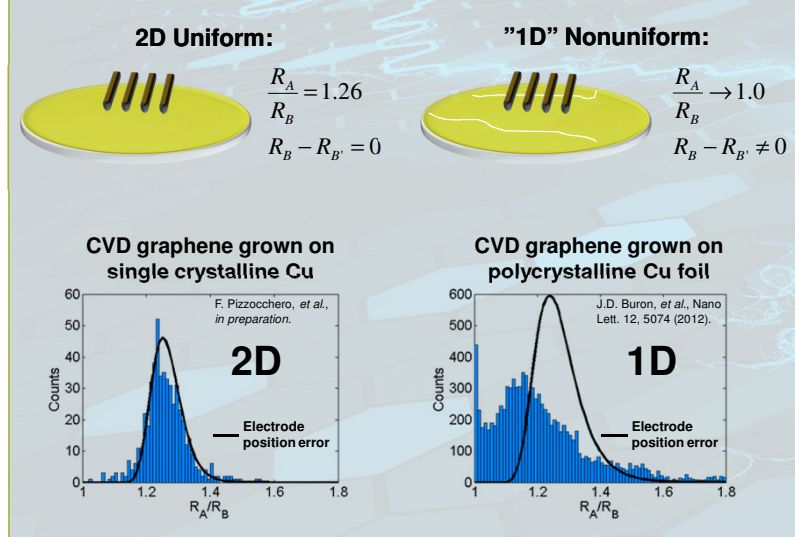 2D Uniform:
R_A/R_B = 1.26
R_B − R_B' = 0
"1D" Nonuniform:
R_A/R_B → 1.0
R_B − R_B' ≠ 0
CVD graphene grown on
single crystalline Cu
60
50
40
30
20
10
0
Counts
F. Pizzocchero, et al.,
in preparation.
2D
Electrode
position error
1 1.2 1.4 1.6 1.8
R_A/R_B
CVD graphene grown on
polycrystalline Cu foil
600
500
400
300
200
100
0
Counts
J.D. Buron, et al., Nano
Lett. 12, 5074 (2012).
1D
Electrode
position error
1 1.2 1.4 1.6 1.8
R_A/R_B